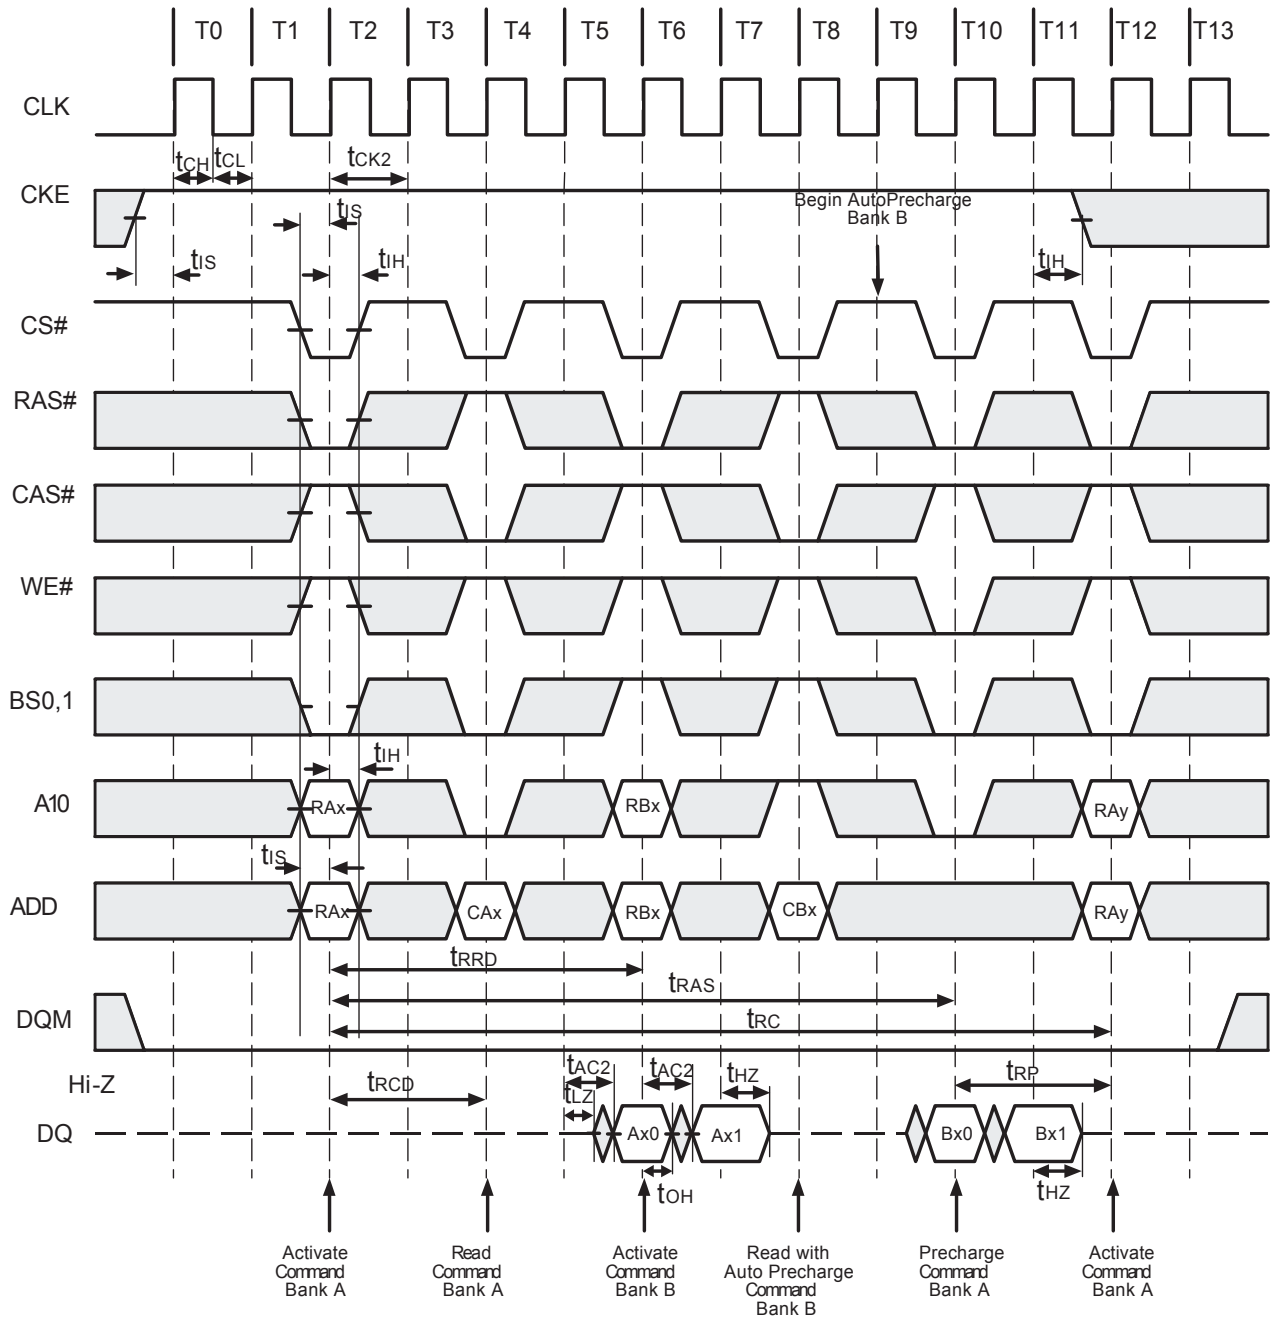 T0 T1 T2 T3 T4 T5 T6 T7 T8 T9 T10 T11 T12 T13
CLK
tCH tCL tCK2
CKE
tIS
Begin AutoPrecharge
Bank B
tIS tIH tIH
CS#
RAS#
CAS#
WE#
BS0,1
tIH
A10
RAx RBx RAy
tIS
ADD
RAx CAx RBx CBx RAy
tRRD
tRAS
DQM
tRC
Hi-Z
tRCD tAC2 tAC2 tHZ tRP
tLZ
DQ
Ax0 Ax1 Bx0 Bx1
tOH tHZ
Activate
Command
Bank A
Read
Command
Bank A
Activate
Command
Bank B
Read with
Auto Precharge
Command
Bank B
Precharge
Command
Bank A
Activate
Command
Bank A